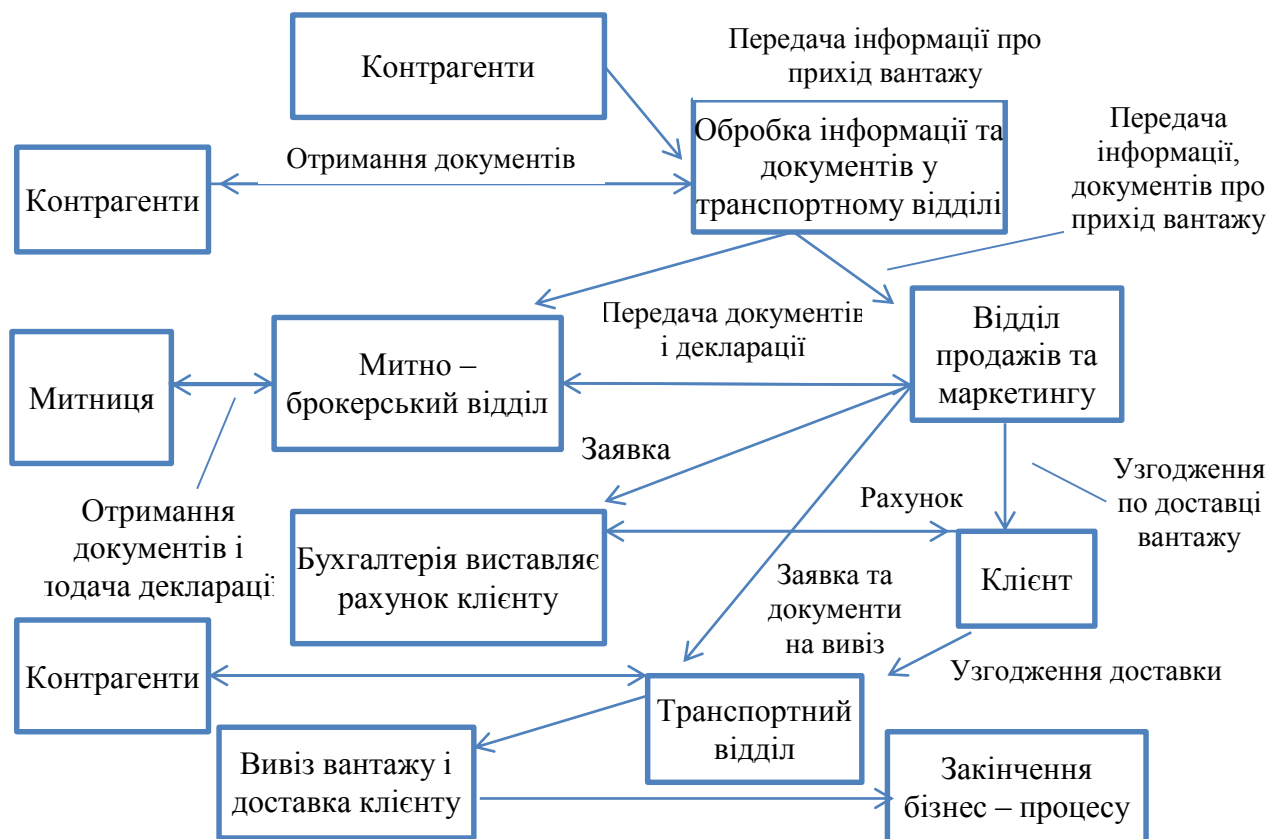 Контрагенти
Передача інформації про
прихід вантажу
Обробка інформації та
документів у
транспортному відділі
Передача
інформації,
документів про
прихід вантажу
Отримання документів
Контрагенти
Передача документів
і декларації
Відділ
продажів та
маркетингу
Митно –
брокерський відділ
Митниця
Заявка
Отримання
документів і
подача декларації
Рахунок
Узгодження
по доставці
вантажу
Бухгалтерія виставляє
рахунок клієнту
Клієнт
Заявка та
документи
на вивіз
Контрагенти
Узгодження доставки
Транспортний
відділ
Вивіз вантажу і
доставка клієнту
Закінчення
бізнес – процесу